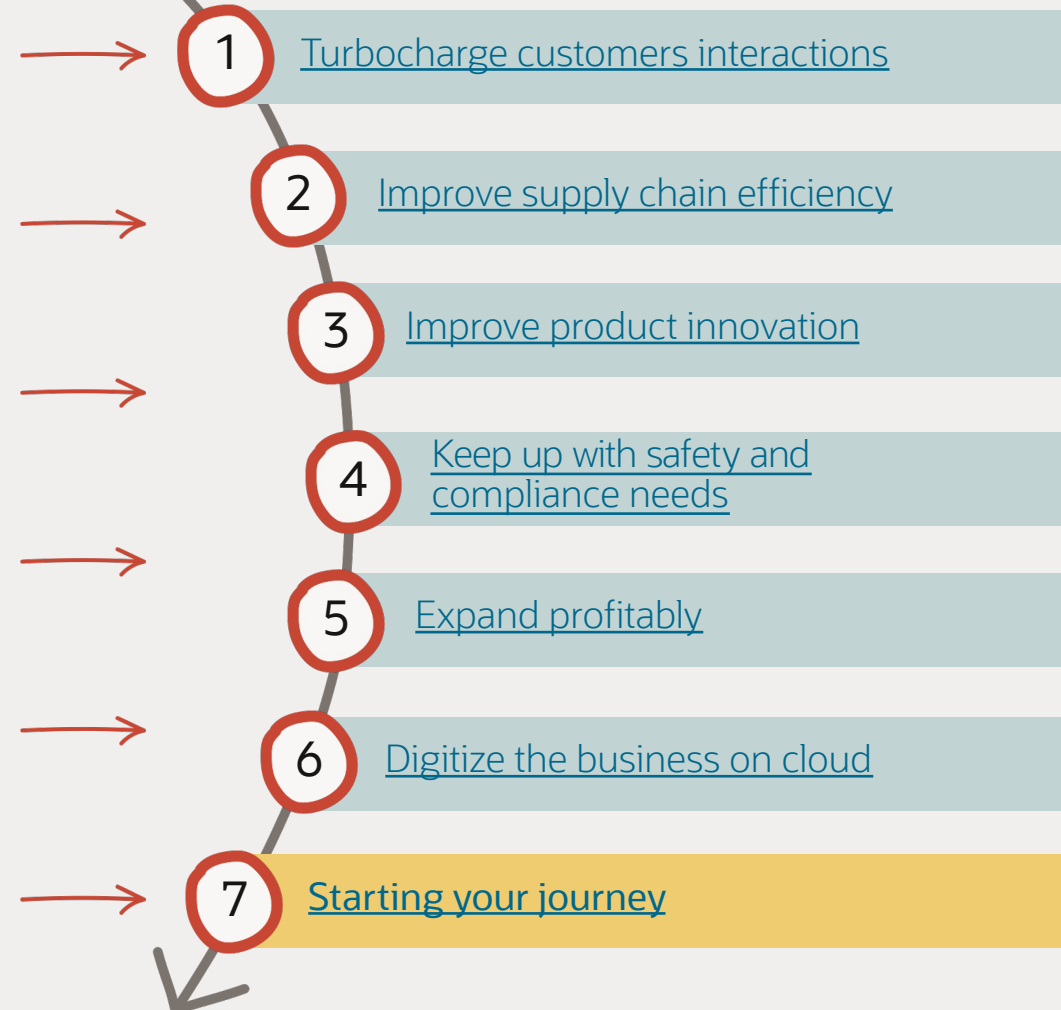 1 Turbocharge customers interactions
2 Improve supply chain efficiency
3 Improve product innovation
4 Keep up with safety and
compliance needs
5 Expand profitably
6 Digitize the business on cloud
7 Starting your journey